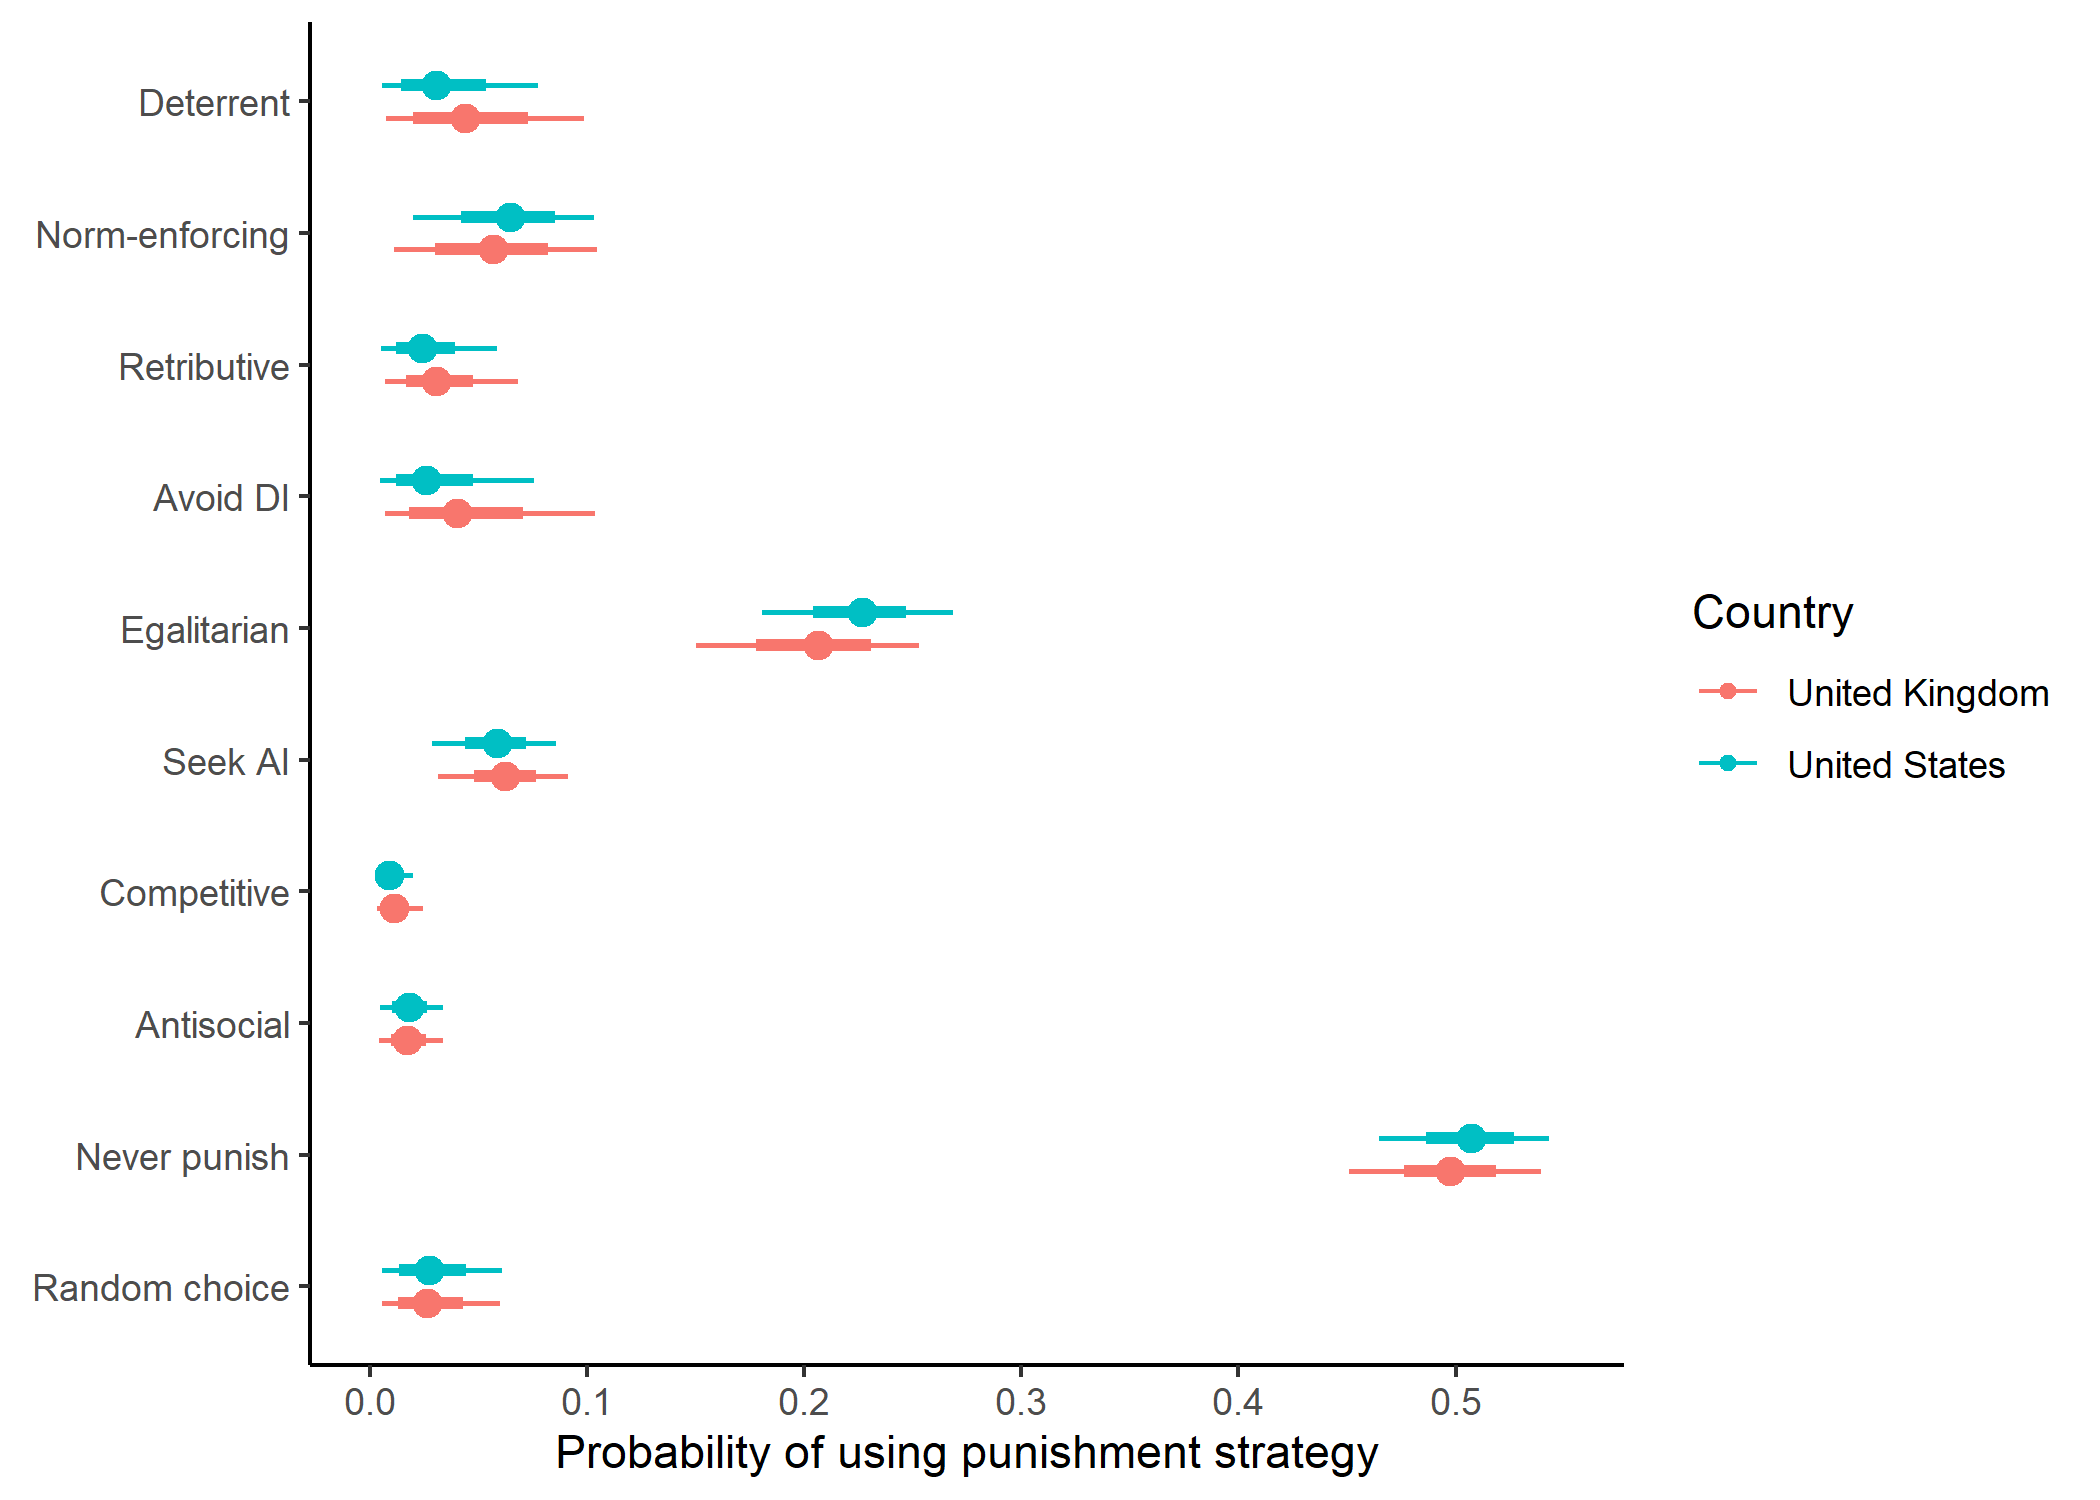 Deterrent
Norm-enforcing
Retributive
Avoid DI
Egalitarian
Seek AI
Competitive
Antisocial
Never punish
Random choice
0.0 0.1 0.2 0.3 0.4 0.5
Probability of using punishment strategy
Country
United Kingdom
United States